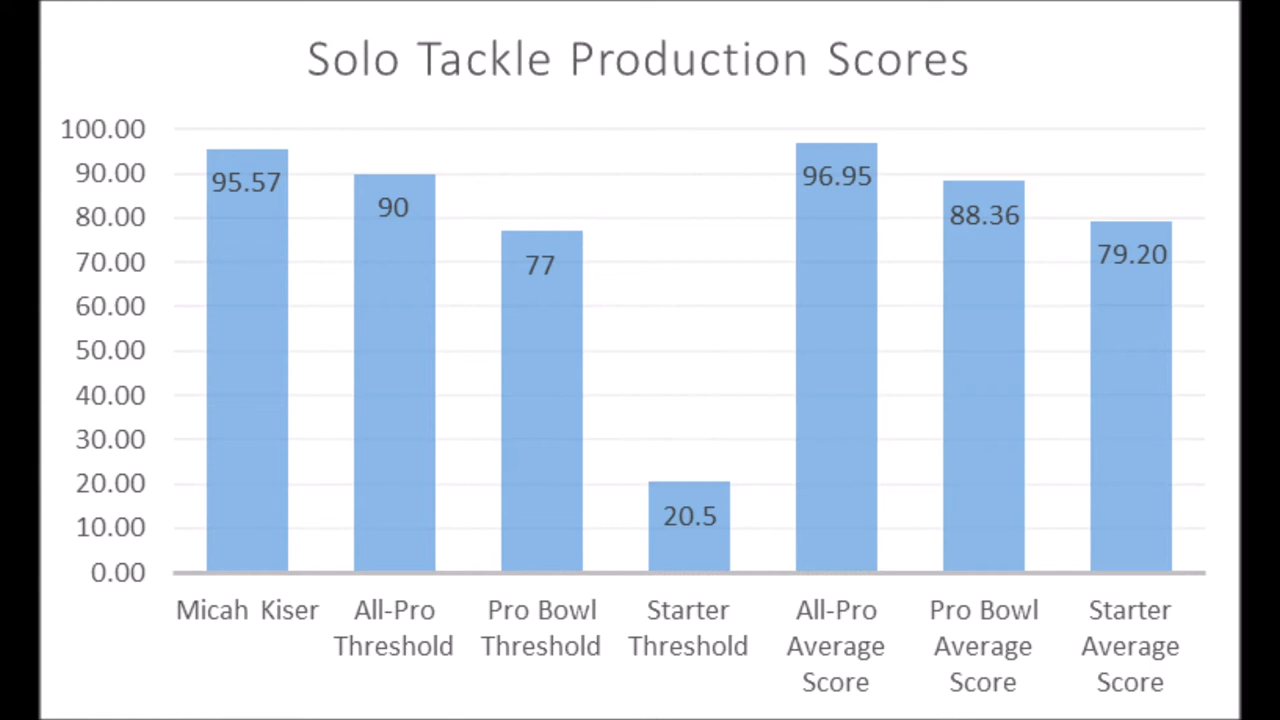 Solo Tackle Production Scores
100.00
90.00
80.00
70.00
60.00
50.00
40.00
30.00
20.00
10.00
0.00
95.57
90
77
20.5
96.95
88.36
79.20
Micah Kiser
All-Pro
Threshold
Pro Bowl
Threshold
Starter
Threshold
All-Pro
Average
Score
Pro Bowl
Average
Score
Starter
Average
Score